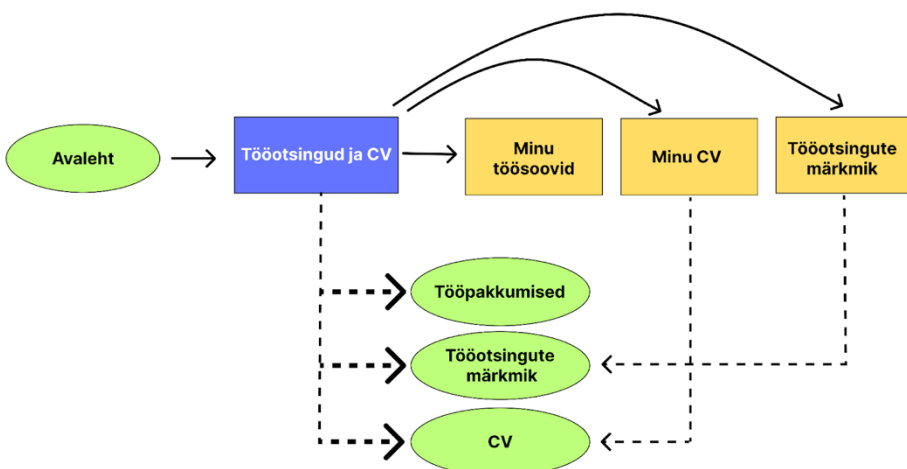 Avaleht
Tööotsingud ja CV
Minu
töösoovid
Minu CV
Tööotsingute
märkmik
Tööpakkumised
Tööotsingute
märkmik
CV